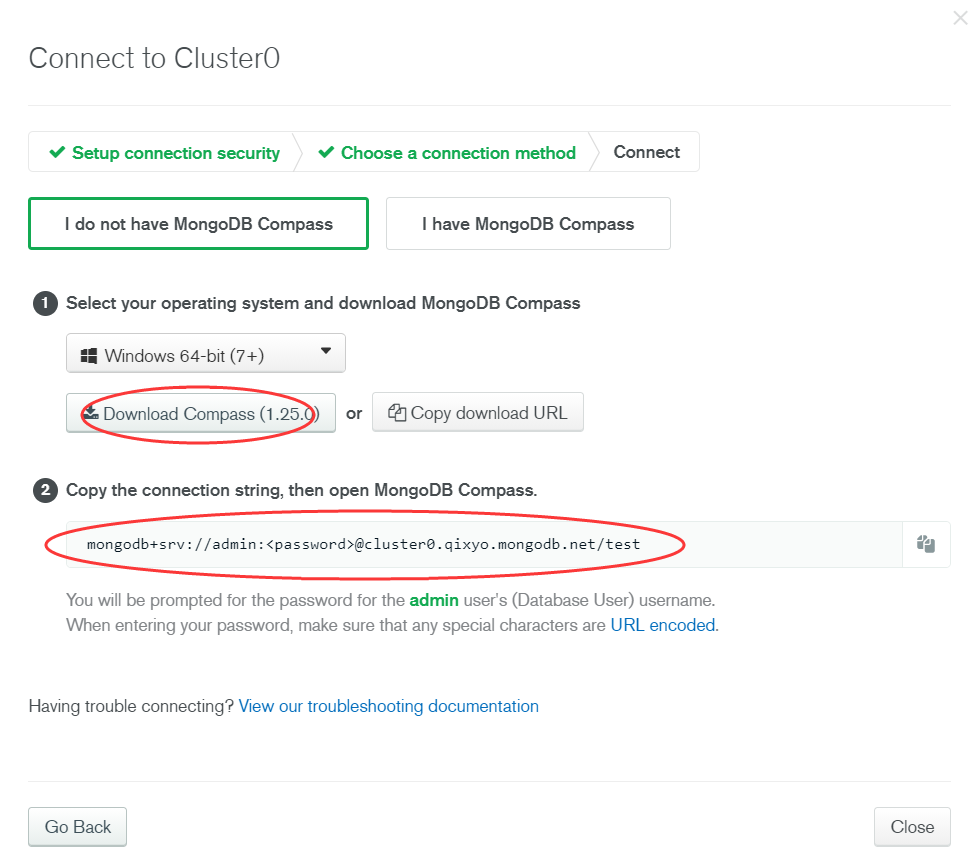 Connect to Cluster0
Setup connection security
Choose a connection method
Connect
I do not have MongoDB Compass
I have MongoDB Compass
1 Select your operating system and download MongoDB Compass
Windows 64-bit (7+)
Download Compass (1.25.0) or Copy download URL
2 Copy the connection string, then open MongoDB Compass.
mongodb+srv://admin:<password>@cluster0.qixyo.mongodb.net/test
You will be prompted for the password for the admin user's (Database User) username.
When entering your password, make sure that any special characters are URL encoded.
Having trouble connecting? View our troubleshooting documentation
Go Back
Close